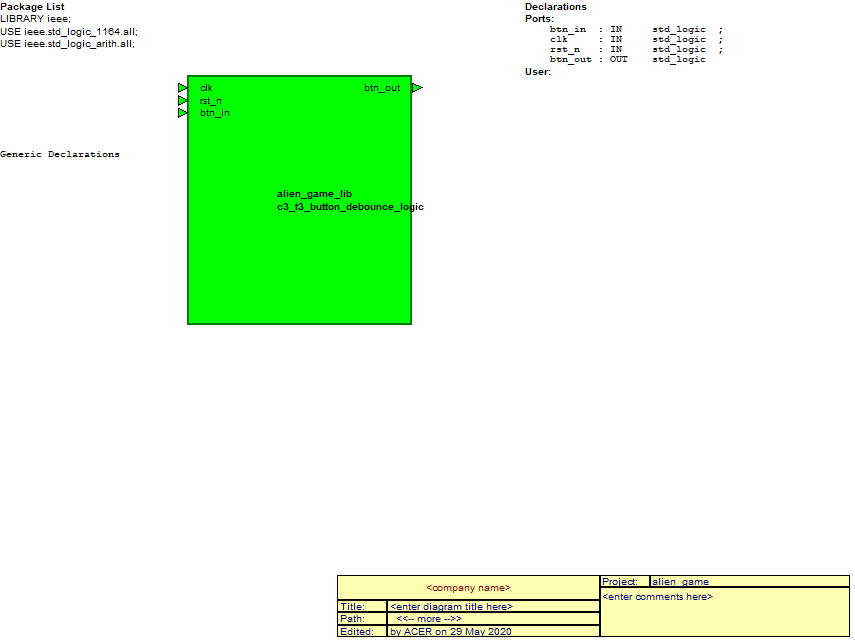 Package List
LIBRARY ieee;
USE ieee.std_logic_1164.all;
USE ieee.std_logic_arith.all;
Declarations
Ports:
btn_in : IN std_logic ;
clk : IN std_logic ;
rst_n : IN std_logic ;
btn_out : OUT std_logic
User:
clk
btn_out
rst_n
btn_in
Generic Declarations
alien_game_lib
c3_t3_button_debounce_logic
<company name>
Title: <enter diagram title here>
Path: <<-- more -->>
Edited: by ACER on 29 May 2020
Project: alien_game
<enter comments here>